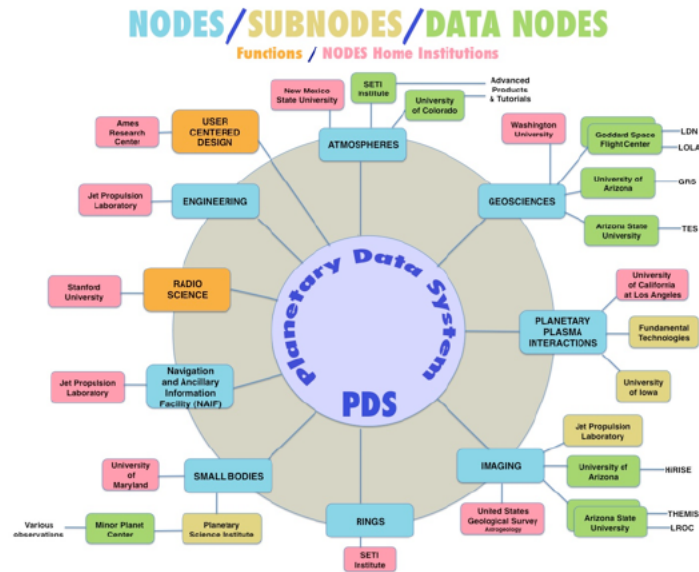 NODES/SUBNODES/DATA NODES
Functions / NODES Home Institutions
New Mexico
State University
SETI
Institute
Advanced
Products
& Tutorials
University
of Colorado
ATMOSPHERES
Ames
Research
Center
USER
CENTERED
DESIGN
Washington
University
Goddard Space
Flight Center
LDN
LOLA
Jet Propulsion
Laboratory
ENGINEERING
GEOSCIENCES
University of
Arizona
GRS
Arizona State
University
TES
Stanford
University
RADIO
SCIENCE
Planetary Data System
PDS
University
of California
at Los Angeles
PLANETARY
PLASMA
INTERACTIONS
Fundamental
Technologies
University
of Iowa
Jet Propulsion
Laboratory
Navigation
and Ancillary
Information
Facility (NAIF)
Jet Propulsion
Laboratory
IMAGING
University of
Arizona
HiRISE
University
of
Maryland
SMALL BODIES
United States
Geological Survey
Astrogeology
Arizona State
University
THEMIS
LROC
Various
observations
Minor Planet
Center
Planetary
Science Institute
RINGS
SETI
Institute